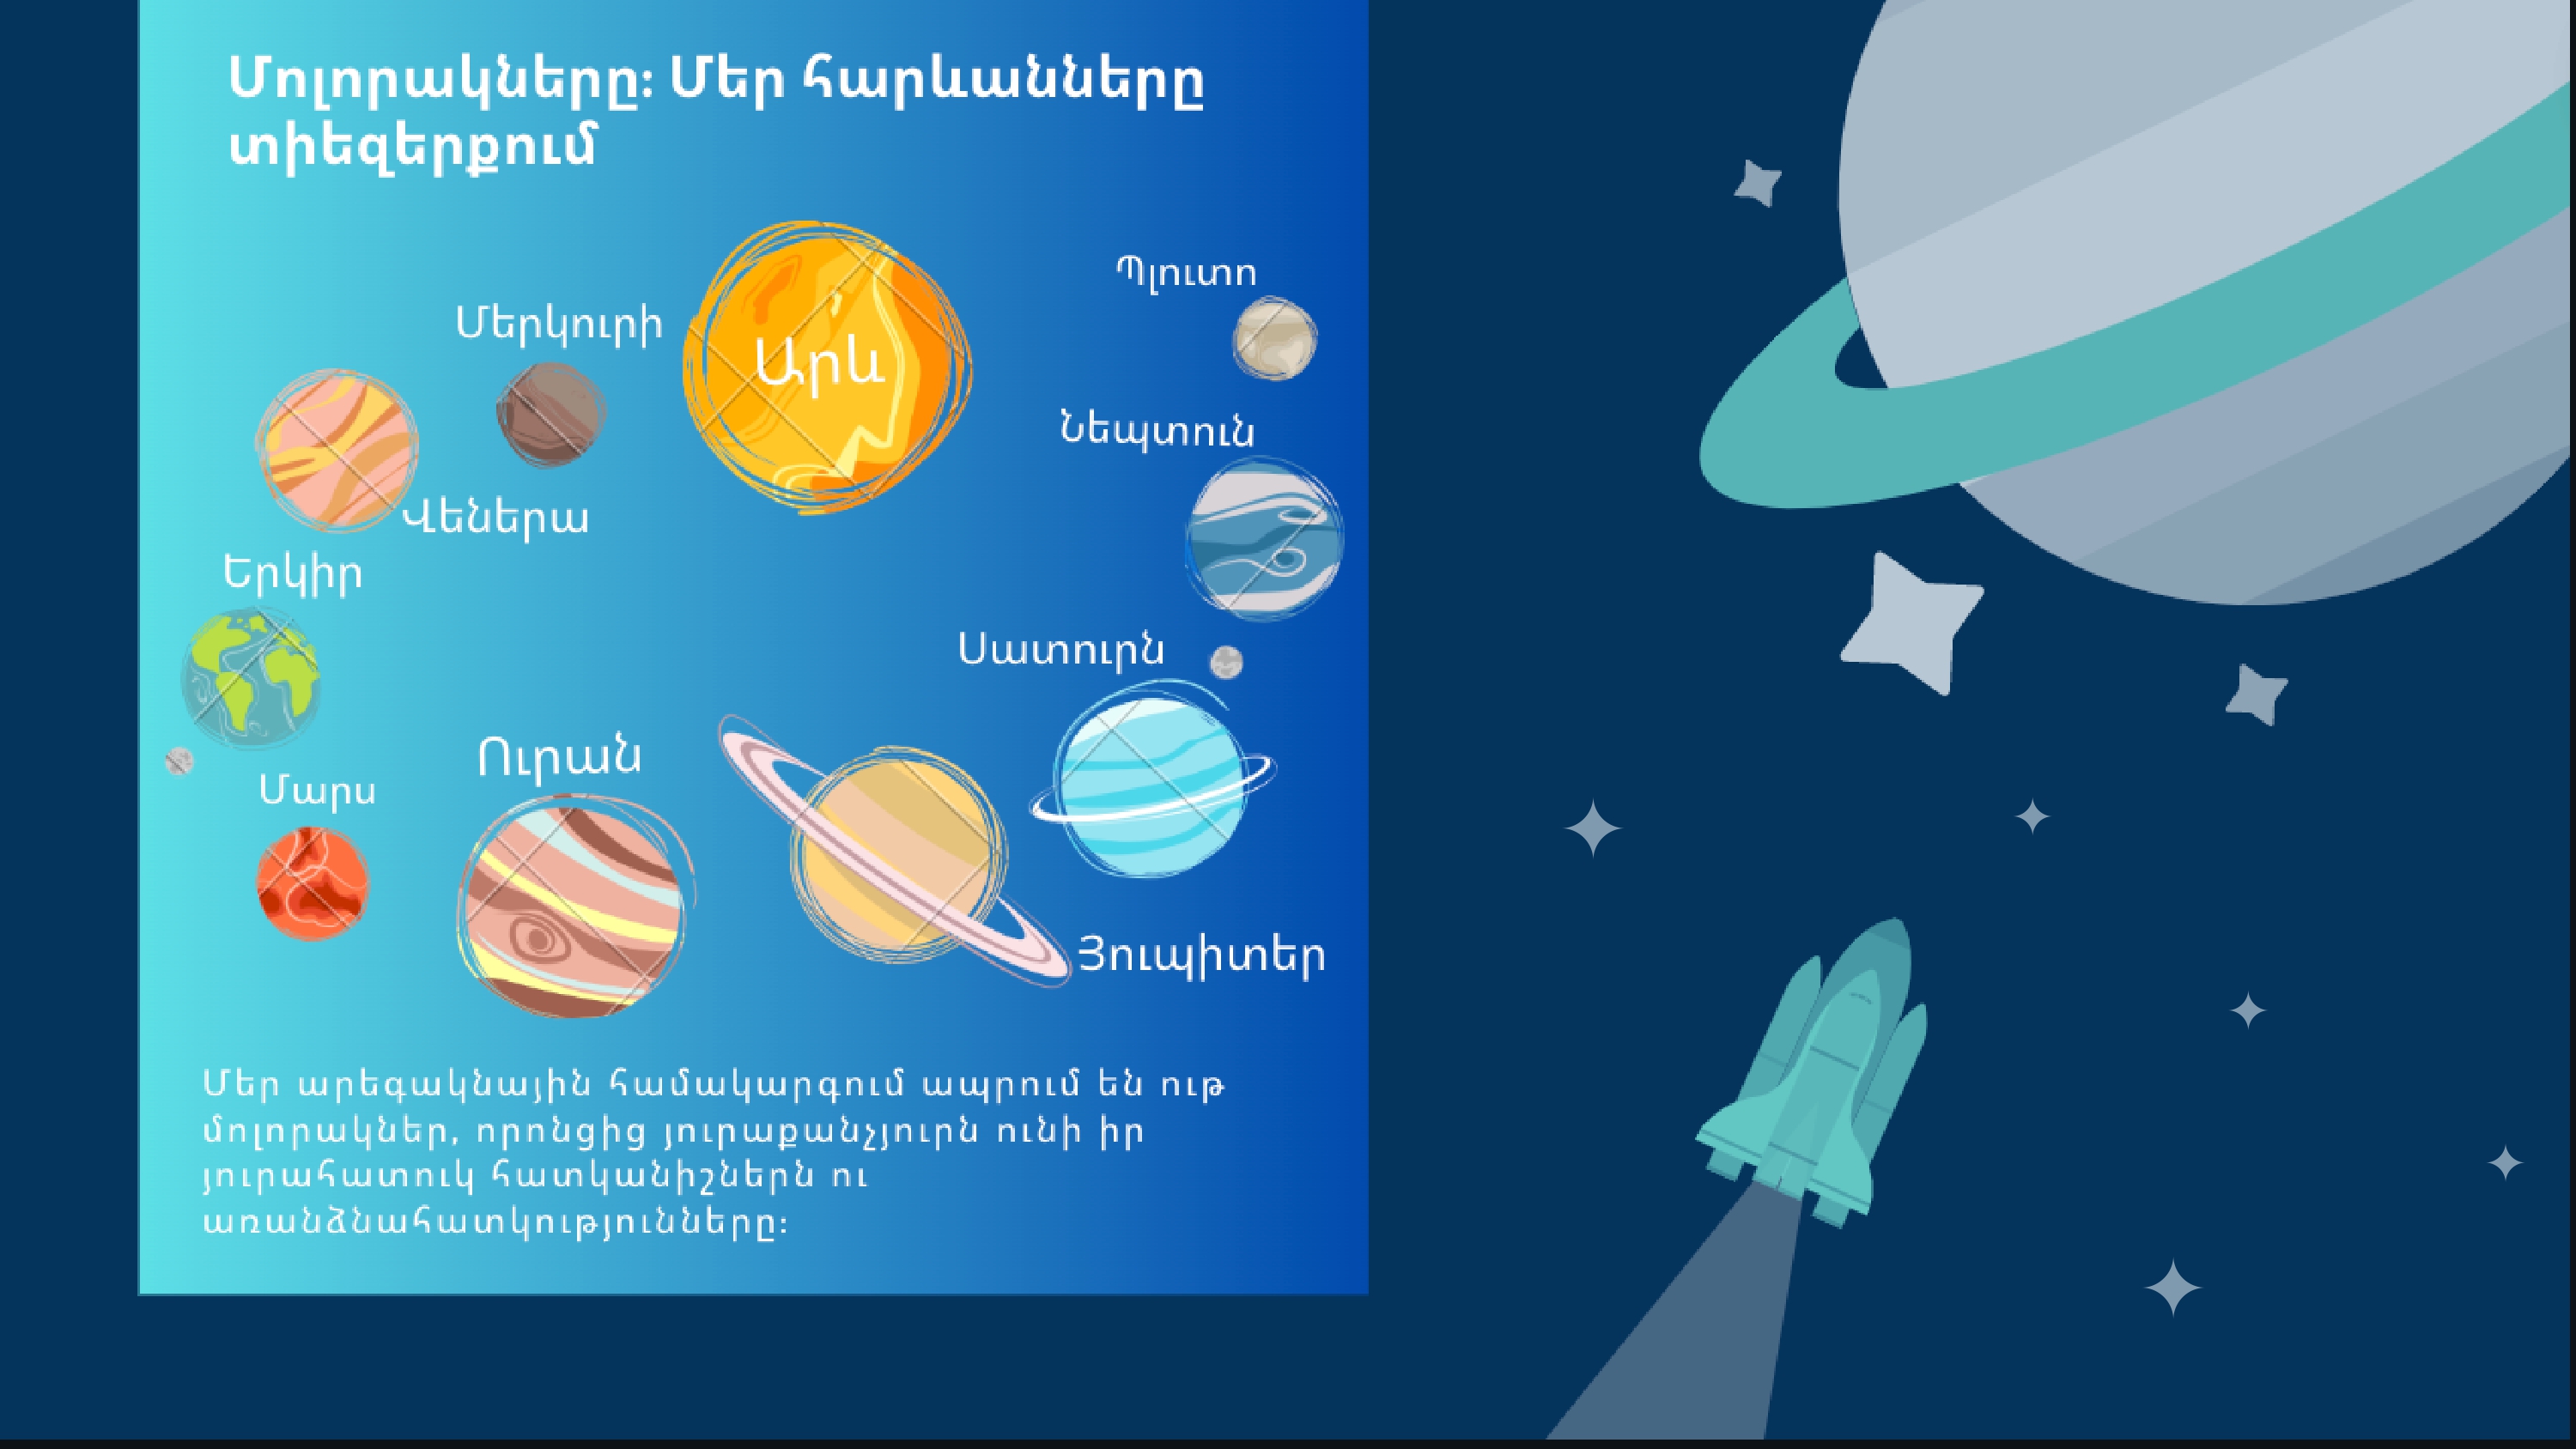 Մոլորակները։ Մեր հարևանները
տիեզերքում
Պլուտո
Մերկուրի
Արև
Նեպտուն
Վեներա
Երկիր
Սատուրն
Ուրան
Մարս
Յուպիտեր
Մեր արեգակնային համակարգում ապրում են ութ
մոլորակներ, որոնցից յուրաքանչյուրն ունի իր
յուրահատուկ հատկանիշներն ու
առանձնահատկությունները։